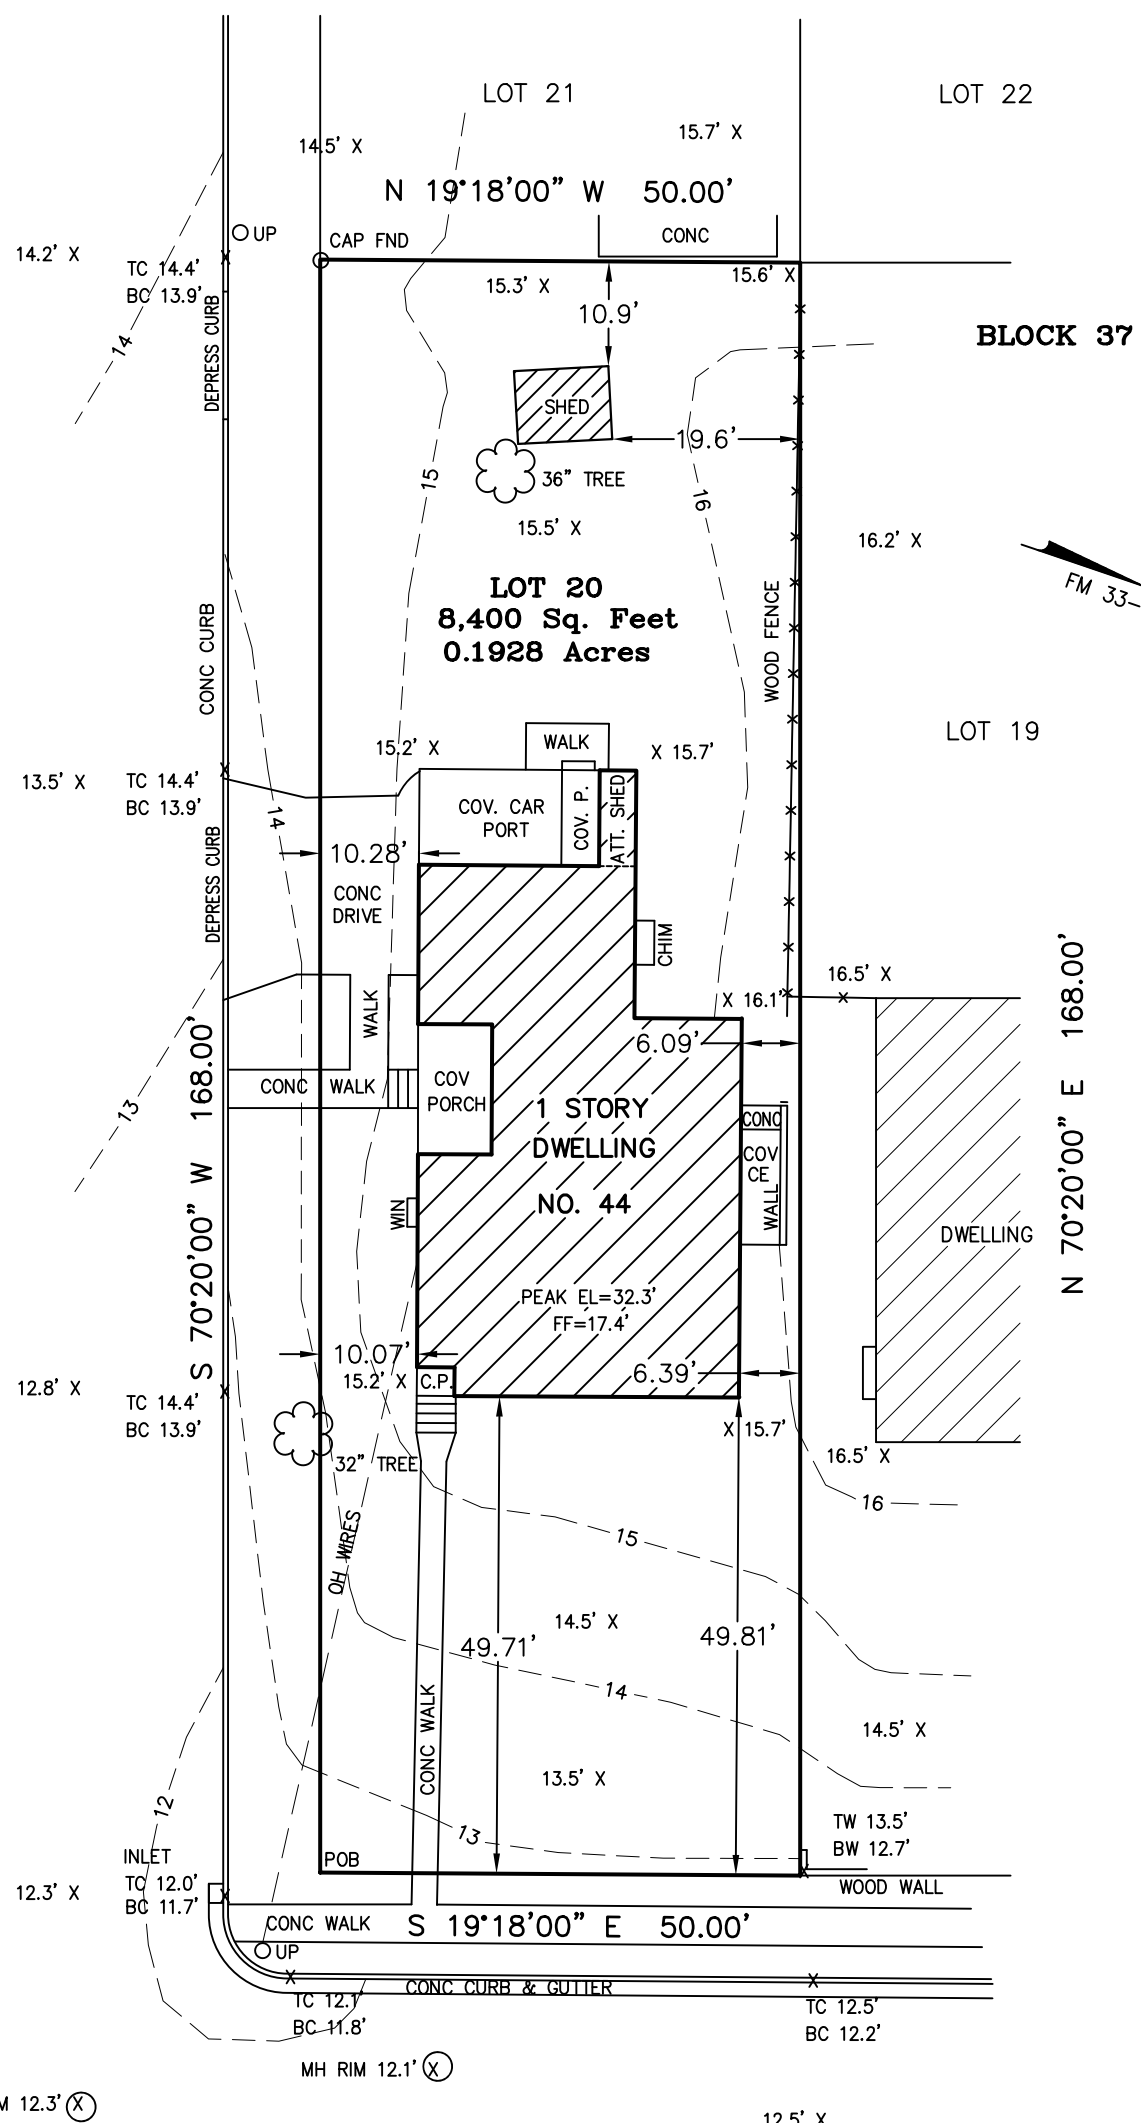 LOT 21
LOT 22
14.5' X
15.7' X
N 19°18'00" W 50.00'
UP
CAP FND
CONC
14.2' X
TC 14.4'
BC 13.9'
15.3' X
15.6' X
10.9'
BLOCK 37
14
DEPRESS CURB
SHED
19.6'
15
36" TREE
16
15.5' X
16.2' X
FM 33-
LOT 20
8,400 Sq. Feet
0.1928 Acres
CONC CURB
WOOD FENCE
LOT 19
WALK
15.2' X
X 15.7'
13.5' X
TC 14.4'
BC 13.9'
14
COV. CAR
PORT
COV. P.
ATT. SHED
10.28'
DEPRESS CURB
CONC
DRIVE
CHIM
16.5' X
X 16.1'
WALK
6.09'
S 70°20'00" W 168.00'
N 70°20'00" E 168.00'
13
CONC WALK
COV
PORCH
1 STORY
DWELLING
CONC
COV
CE
WALL
NO. 44
WIN
DWELLING
PEAK EL=32.3'
FF=17.4'
10.07'
6.39'
12.8' X
15.2' X
C.P.
TC 14.4'
BC 13.9'
X 15.7'
16.5' X
32" TREE
16
OH WIRES
15
14.5' X
49.71'
49.81'
14
CONC WALK
14.5' X
13.5' X
12
13
TW 13.5'
BW 12.7'
INLET
POB
TC 12.0'
BC 11.7'
12.3' X
WOOD WALL
CONC WALK
S 19°18'00" E 50.00'
UP
CONC CURB & GUTTER
TC 12.1'
BC 11.8'
TC 12.5'
BC 12.2'
MH RIM 12.1' X
M 12.3' X
12.5' X